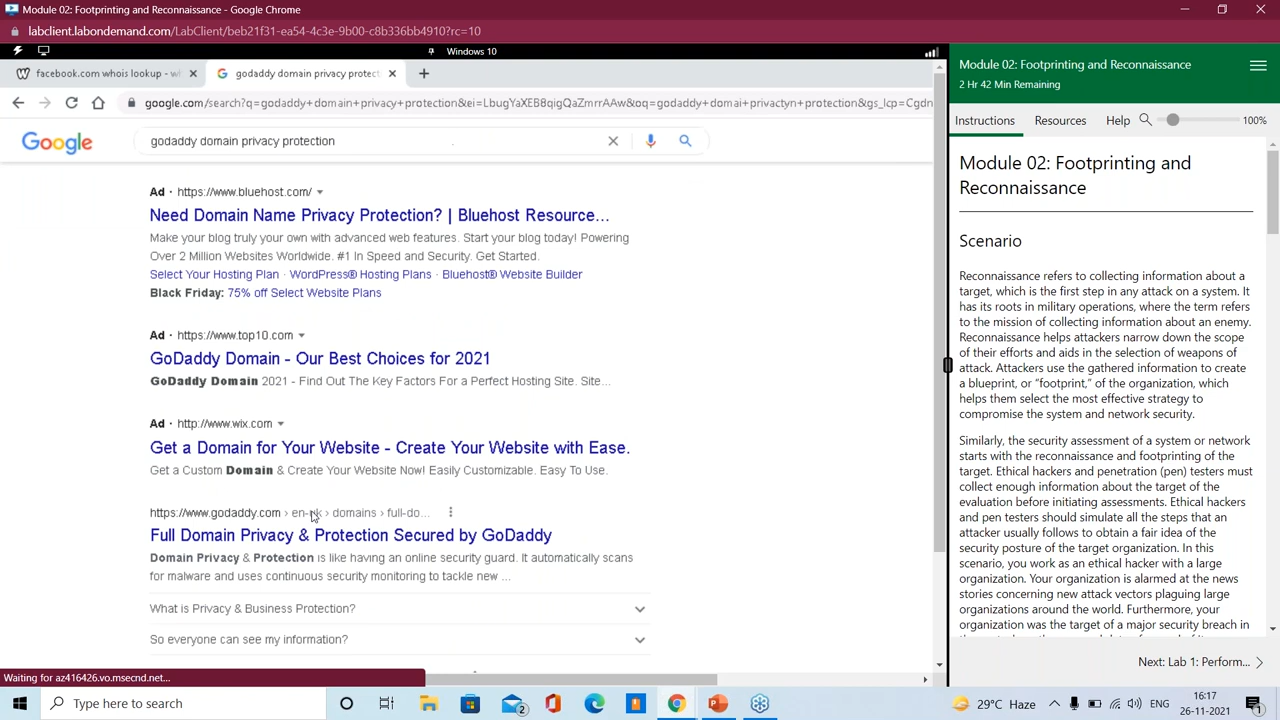 Module 02: Footprinting and Reconnaissance - Google Chrome
labclient.labondemand.com/LabClient/beb21f31-ea54-4c3e-9b00-c8b336bb4910?rc=10
Windows 10
facebook.com whois lookup - w
godaddy domain privacy protect
google.com/search?q=godaddy+domain+privacy+protection&ei=LbugYaXEB8qigQaZmrrAAw&oq=godaddy+domai+privactyn+protection&gs_lcp=Cgdn
Google
godaddy domain privacy protection
Ad · https://www.bluehost.com/
Need Domain Name Privacy Protection? | Bluehost Resource...
Make your blog truly your own with advanced web features. Start your blog today! Powering
Over 2 Million Websites Worldwide. #1 In Speed and Security. Get Started.
Select Your Hosting Plan · WordPress® Hosting Plans · Bluehost® Website Builder
Black Friday: 75% off Select Website Plans
Ad · https://www.top10.com
GoDaddy Domain - Our Best Choices for 2021
GoDaddy Domain 2021 - Find Out The Key Factors For a Perfect Hosting Site. Site...
Ad · http://www.wix.com
Get a Domain for Your Website - Create Your Website with Ease.
Get a Custom Domain & Create Your Website Now! Easily Customizable. Easy To Use.
https://www.godaddy.com › › domains › full-do...
Full Domain Privacy & Protection Secured by GoDaddy
Domain Privacy & Protection is like having an online security guard. It automatically scans
for malware and uses continuous security monitoring to tackle new ...
What is Privacy & Business Protection?
So everyone can see my information?
Waiting for az416426.vo.msecnd.net...
Module 02: Footprinting and Reconnaissance
2 Hr 42 Min Remaining
Instructions Resources Help 100%
Module 02: Footprinting and
Reconnaissance
Scenario
Reconnaissance refers to collecting information about a
target, which is the first step in any attack on a system. It
has its roots in military operations, where the term refers
to the mission of collecting information about an enemy.
Reconnaissance helps attackers narrow down the scope
of their efforts and aids in the selection of weapons of
attack. Attackers use the gathered information to create
a blueprint, or “footprint,” of the organization, which
helps them select the most effective strategy to
compromise the system and network security.
Similarly, the security assessment of a system or network
starts with the reconnaissance and footprinting of the
target. Ethical hackers and penetration (pen) testers must
collect enough information about the target of the
evaluation before initiating assessments. Ethical hackers
and pen testers should simulate all the steps that an
attacker usually follows to obtain a fair idea of the
security posture of the target organization. In this
scenario, you work as an ethical hacker with a large
organization. Your organization is alarmed at the news
stories concerning new attack vectors plaguing large
organizations around the world. Furthermore, your
organization was the target of a major security breach in
Next: Lab 1: Perform...
Type here to search
2
29°C Haze
ENG
16:17
26-11-2021
1